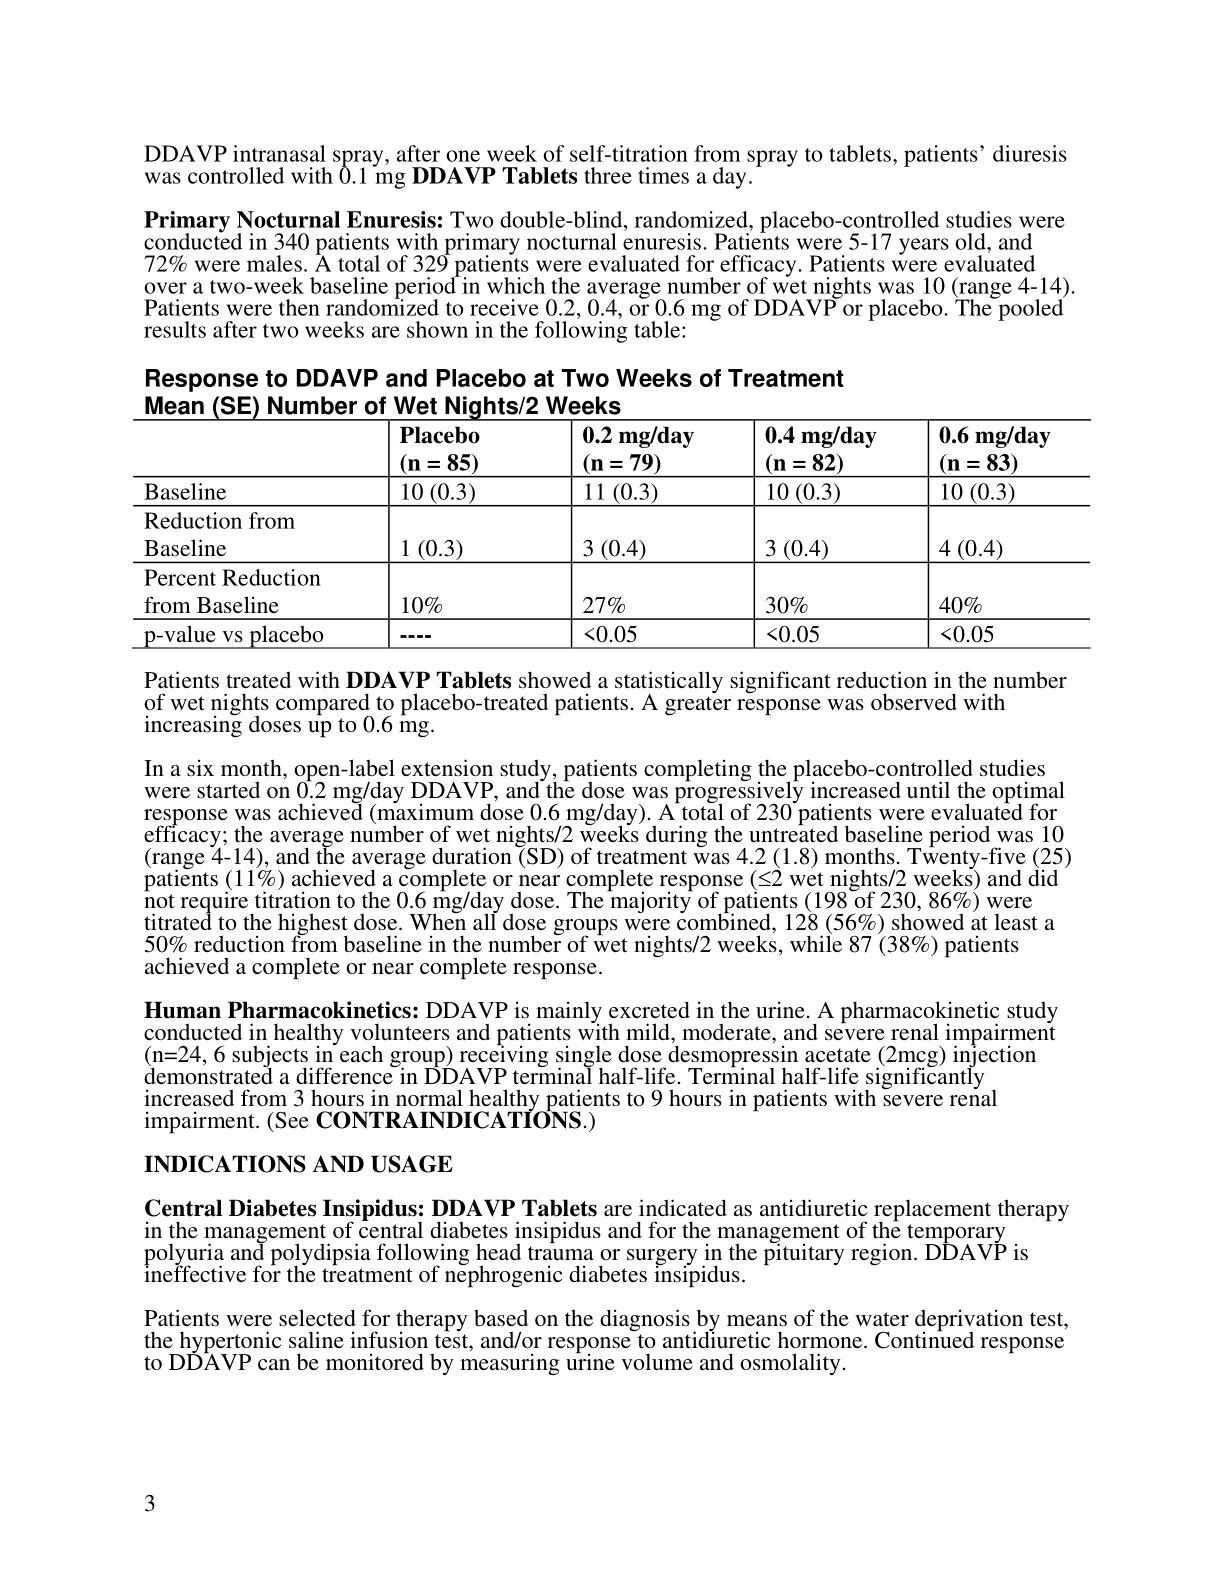 DDAVP intranasal spray, after one week of self-titration from spray to tablets, patients’ diuresis
was controlled with 0.1 mg DDAVP Tablets three times a day.
Primary Nocturnal Enuresis: Two double-blind, randomized, placebo-controlled studies were
conducted in 340 patients with primary nocturnal enuresis. Patients were 5-17 years old, and
72% were males. A total of 329 patients were evaluated for efficacy. Patients were evaluated
over a two-week baseline period in which the average number of wet nights was 10 (range 4-14).
Patients were then randomized to receive 0.2, 0.4, or 0.6 mg of DDAVP or placebo. The pooled
results after two weeks are shown in the following table:
Response to DDAVP and Placebo at Two Weeks of Treatment
Mean (SE) Number of Wet Nights/2 Weeks
Placebo 0.2 mg/day 0.4 mg/day 0.6 mg/day
(n = 85) (n = 79) (n = 82) (n = 83)
Baseline 10 (0.3) 11 (0.3) 10 (0.3) 10 (0.3)
Reduction from
Baseline 1 (0.3) 3 (0.4) 3 (0.4) 4 (0.4)
Percent Reduction
from Baseline 10% 27% 30% 40%
p-value vs placebo ---- <0.05 <0.05 <0.05
Patients treated with DDAVP Tablets showed a statistically significant reduction in the number
of wet nights compared to placebo-treated patients. A greater response was observed with
increasing doses up to 0.6 mg.
In a six month, open-label extension study, patients completing the placebo-controlled studies
were started on 0.2 mg/day DDAVP, and the dose was progressively increased until the optimal
response was achieved (maximum dose 0.6 mg/day). A total of 230 patients were evaluated for
efficacy; the average number of wet nights/2 weeks during the untreated baseline period was 10
(range 4-14), and the average duration (SD) of treatment was 4.2 (1.8) months. Twenty-five (25)
patients (11%) achieved a complete or near complete response (≤2 wet nights/2 weeks) and did
not require titration to the 0.6 mg/day dose. The majority of patients (198 of 230, 86%) were
titrated to the highest dose. When all dose groups were combined, 128 (56%) showed at least a
50% reduction from baseline in the number of wet nights/2 weeks, while 87 (38%) patients
achieved a complete or near complete response.
Human Pharmacokinetics: DDAVP is mainly excreted in the urine. A pharmacokinetic study
conducted in healthy volunteers and patients with mild, moderate, and severe renal impairment
(n=24, 6 subjects in each group) receiving single dose desmopressin acetate (2mcg) injection
demonstrated a difference in DDAVP terminal half-life. Terminal half-life significantly
increased from 3 hours in normal healthy patients to 9 hours in patients with severe renal
impairment. (See CONTRAINDICATIONS.)
INDICATIONS AND USAGE
Central Diabetes Insipidus: DDAVP Tablets are indicated as antidiuretic replacement therapy
in the management of central diabetes insipidus and for the management of the temporary
polyuria and polydipsia following head trauma or surgery in the pituitary region. DDAVP is
ineffective for the treatment of nephrogenic diabetes insipidus.
Patients were selected for therapy based on the diagnosis by means of the water deprivation test,
the hypertonic saline infusion test, and/or response to antidiuretic hormone. Continued response
to DDAVP can be monitored by measuring urine volume and osmolality.
3